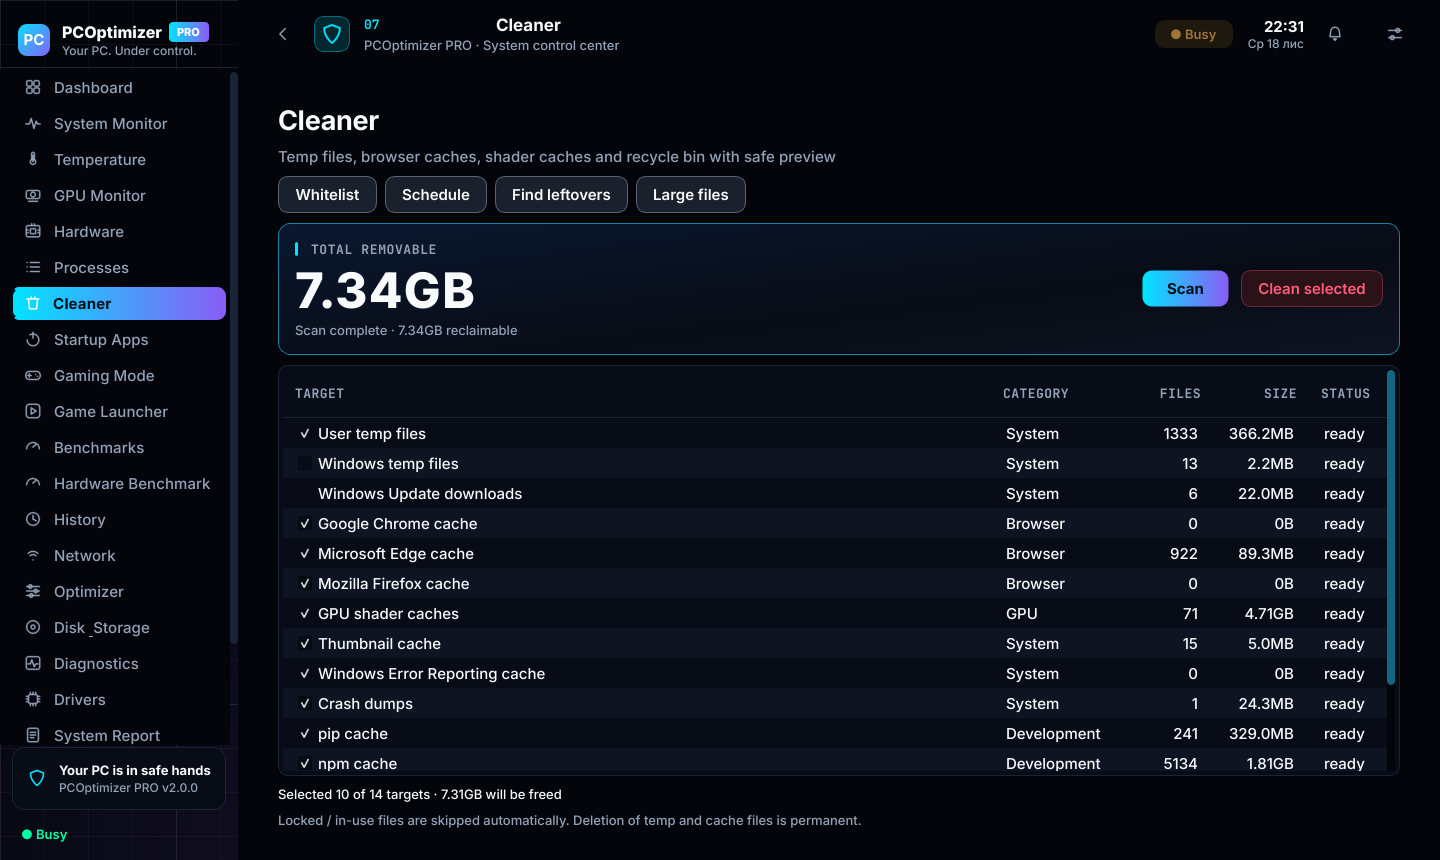 PC PCOptimizer PRO
Your PC. Under control.
Dashboard
System Monitor
Temperature
GPU Monitor
Hardware
Processes
Cleaner
Startup Apps
Gaming Mode
Game Launcher
Benchmarks
Hardware Benchmark
History
Network
Optimizer
Disk _Storage
Diagnostics
Drivers
System Report
Your PC is in safe hands
PCOptimizer PRO v2.0.0
Busy
07 Cleaner
PCOptimizer PRO · System control center
Busy
22:31
Ср 18 лис
Cleaner
Temp files, browser caches, shader caches and recycle bin with safe preview
Whitelist Schedule Find leftovers Large files
TOTAL REMOVABLE
7.34GB
Scan complete · 7.34GB reclaimable
Scan Clean selected
TARGET CATEGORY FILES SIZE STATUS
User temp files System 1333 366.2MB ready
Windows temp files System 13 2.2MB ready
Windows Update downloads System 6 22.0MB ready
Google Chrome cache Browser 0 0B ready
Microsoft Edge cache Browser 922 89.3MB ready
Mozilla Firefox cache Browser 0 0B ready
GPU shader caches GPU 71 4.71GB ready
Thumbnail cache System 15 5.0MB ready
Windows Error Reporting cache System 0 0B ready
Crash dumps System 1 24.3MB ready
pip cache Development 241 329.0MB ready
npm cache Development 5134 1.81GB ready
Selected 10 of 14 targets · 7.31GB will be freed
Locked / in-use files are skipped automatically. Deletion of temp and cache files is permanent.